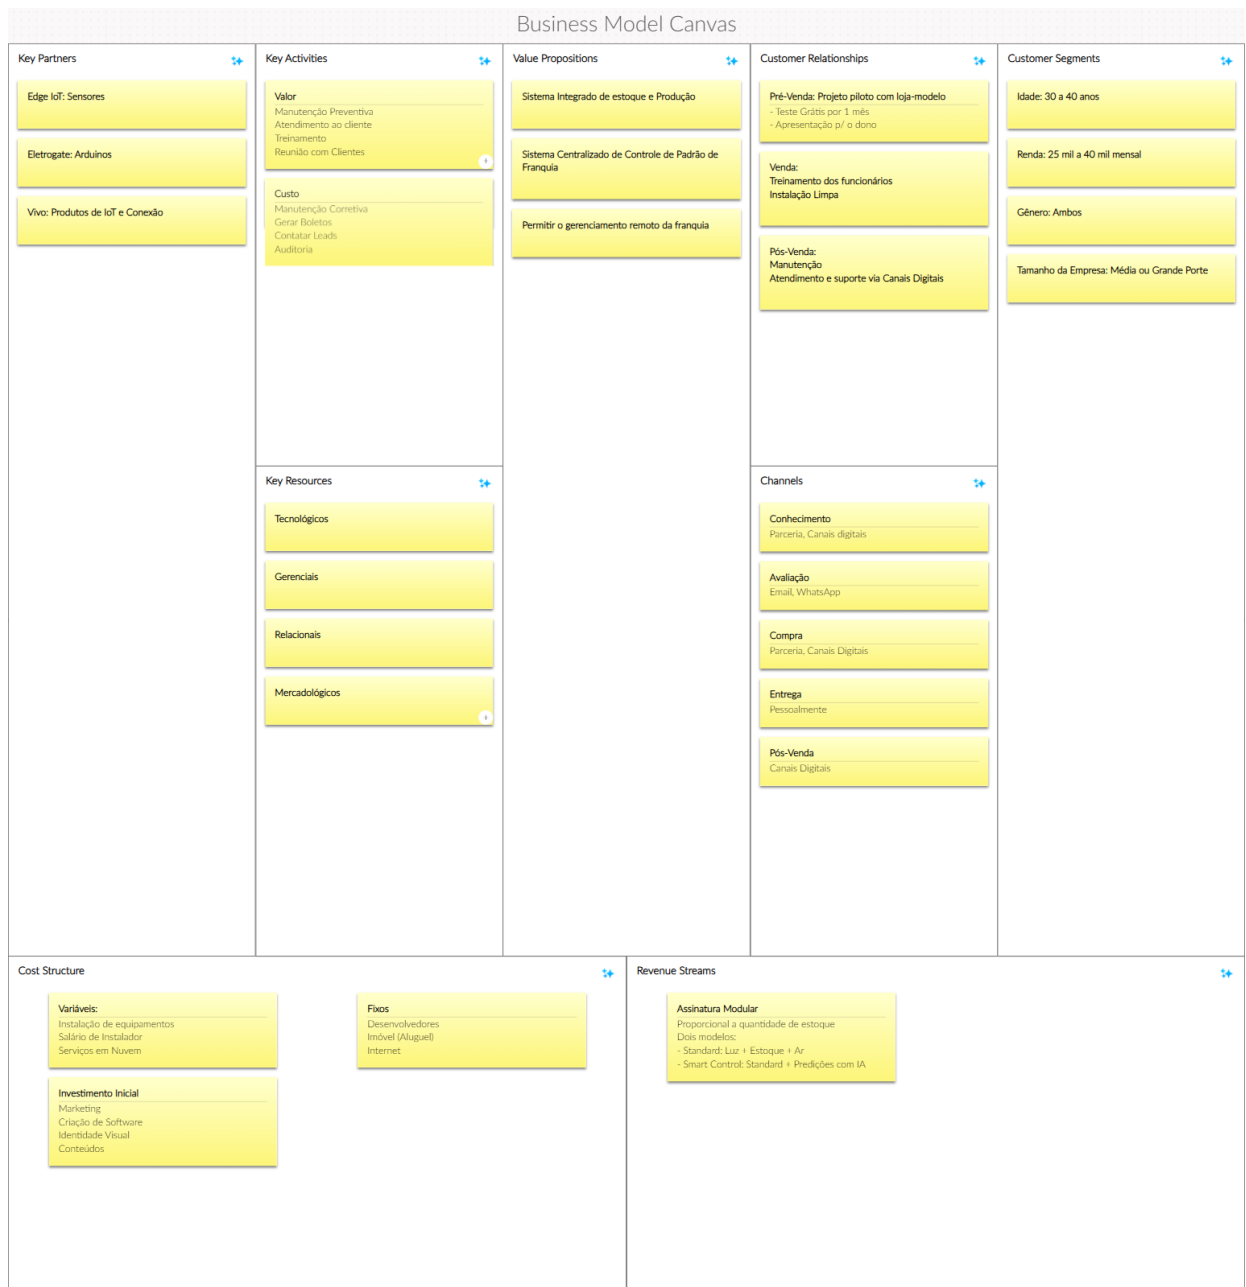 Business Model Canvas
Key Partners
Edge IoT: Sensores
Eletrogate: Arduinos
Vivo: Produtos de IoT e Conexão
Key Activities
Valor
Manutenção Preventiva
Atendimento ao cliente
Treinamento
Reunião com Clientes
Custo
Manutenção Corretiva
Gerar Boletos
Contatar Leads
Auditoria
Key Resources
Tecnológicos
Gerenciais
Relacionais
Mercadológicos
Value Propositions
Sistema Integrado de estoque e Produção
Sistema Centralizado de Controle de Padrão de
Franquia
Permitir o gerenciamento remoto da franquia
Customer Relationships
Pré-Venda: Projeto piloto com loja-modelo
- Teste Grátis por 1 mês
- Apresentação p/ o dono
Venda:
Treinamento dos funcionários
Instalação Limpa
Pós-Venda:
Manutenção
Atendimento e suporte via Canais Digitais
Channels
Conhecimento
Parceria, Canais digitais
Avaliação
Email, WhatsApp
Compra
Parceria, Canais Digitais
Entrega
Pessoalmente
Pós-Venda
Canais Digitais
Customer Segments
Idade: 30 a 40 anos
Renda: 25 mil a 40 mil mensal
Gênero: Ambos
Tamanho da Empresa: Média ou Grande Porte
Cost Structure
Variáveis:
Instalação de equipamentos
Salário de Instalador
Serviços em Nuvem
Fixos
Desenvolvedores
Imóvel (Aluguel)
Internet
Investimento Inicial
Marketing
Criação de Software
Identidade Visual
Conteúdos
Revenue Streams
Assinatura Modular
Proporcional a quantidade de estoque
Dois modelos:
- Standard: Luz + Estoque + Ar
- Smart Control: Standard + Predições com IA